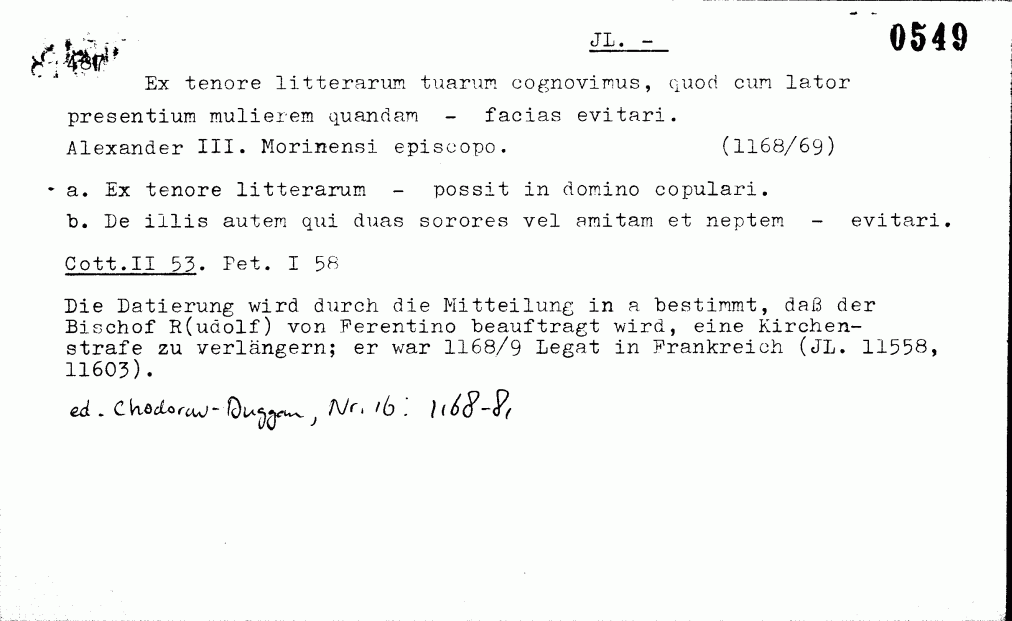 JL. - 0549
Ex tenore litterarum tuarum cognovimus, quod cum lator
presentium mulierem quandam - facias evitari.
Alexander III. Morinensi episcopo. (1168/69)
a. Ex tenore litterarum - possit in domino copulari.
b. De illis autem qui duas sorores vel amitam et neptem - evitari.
Cott.II 53. Pet. I 58
Die Datierung wird durch die Mitteilung in a bestimmt, daß der
Bischof R(udolf) von Ferentino beauftragt wird, eine Kirchen-
strafe zu verlängern; er war 1168/9 Legat in Frankreich (JL. 11558,
11603).
ed. Chodorow-Duggan, Nr. 16: 1168-81